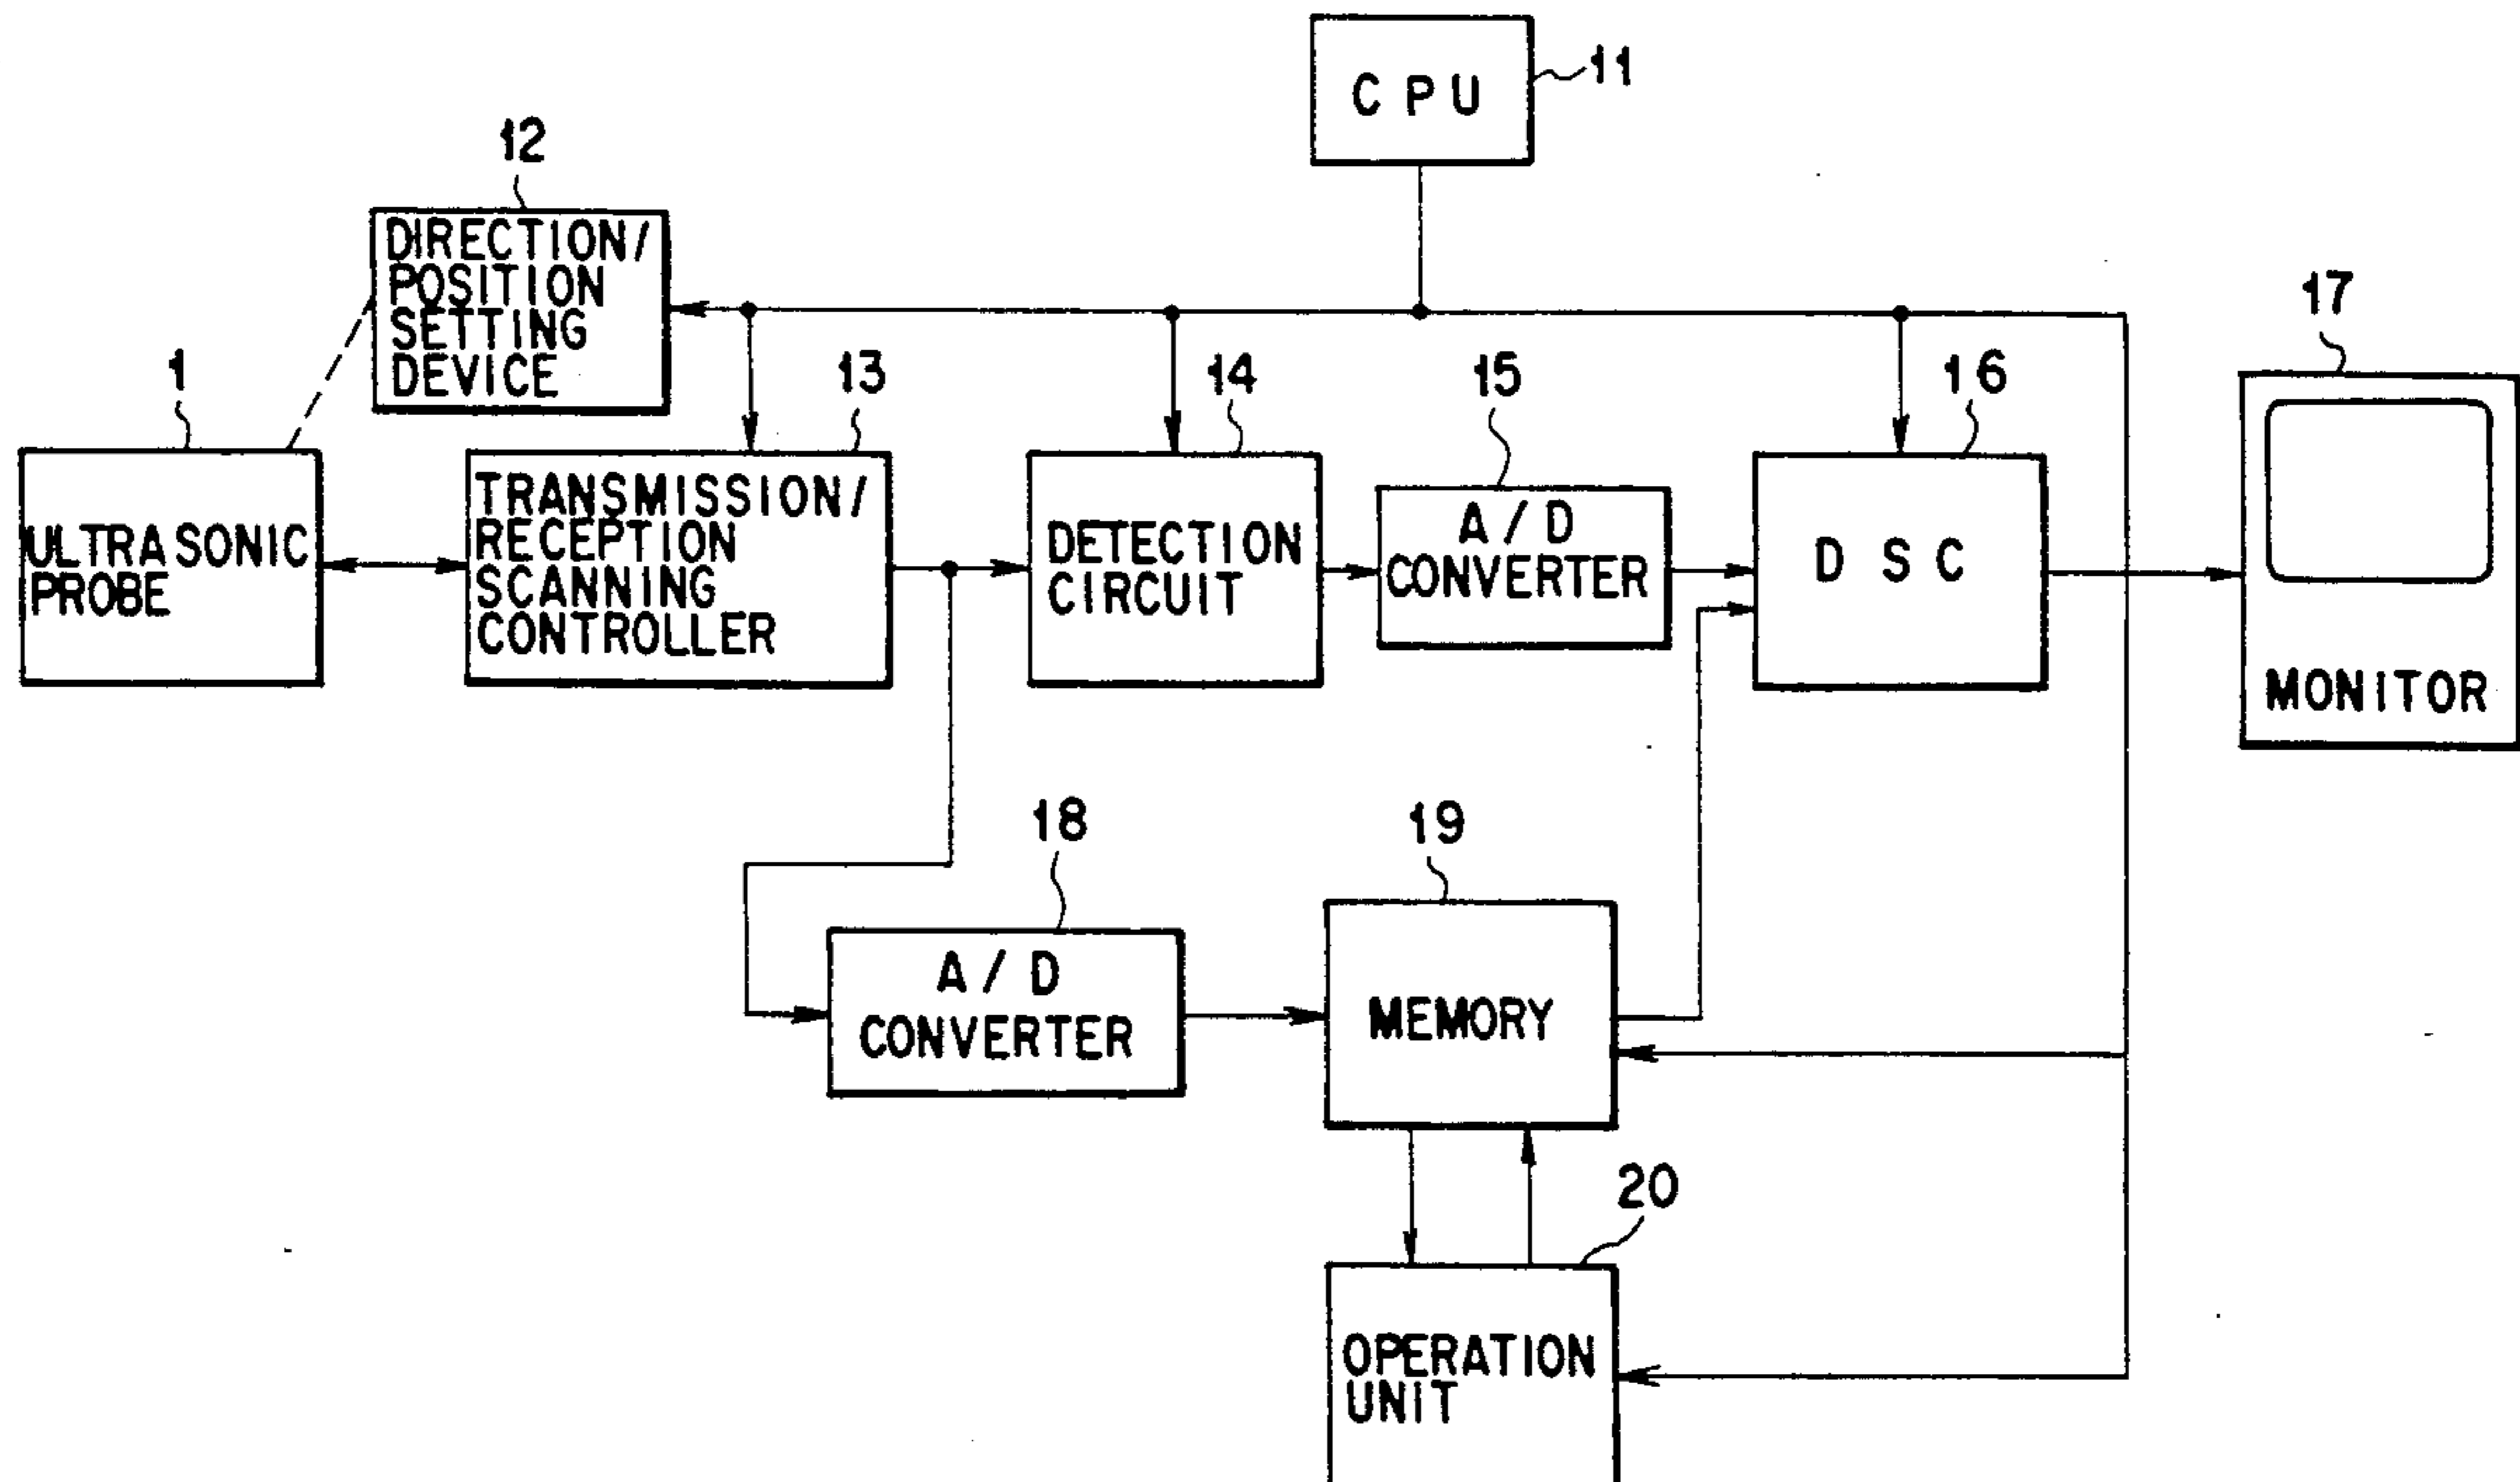 CPU
11
12
DIRECTION/
POSITION
SETTING
DEVICE
17
1
13
14
15
16
ULTRASONIC
PROBE
TRANSMISSION/
RECEPTION
SCANNING
CONTROLLER
DETECTION
CIRCUIT
A/D
CONVERTER
DSC
MONITOR
18
19
A/D
CONVERTER
MEMORY
20
OPERATION
UNIT